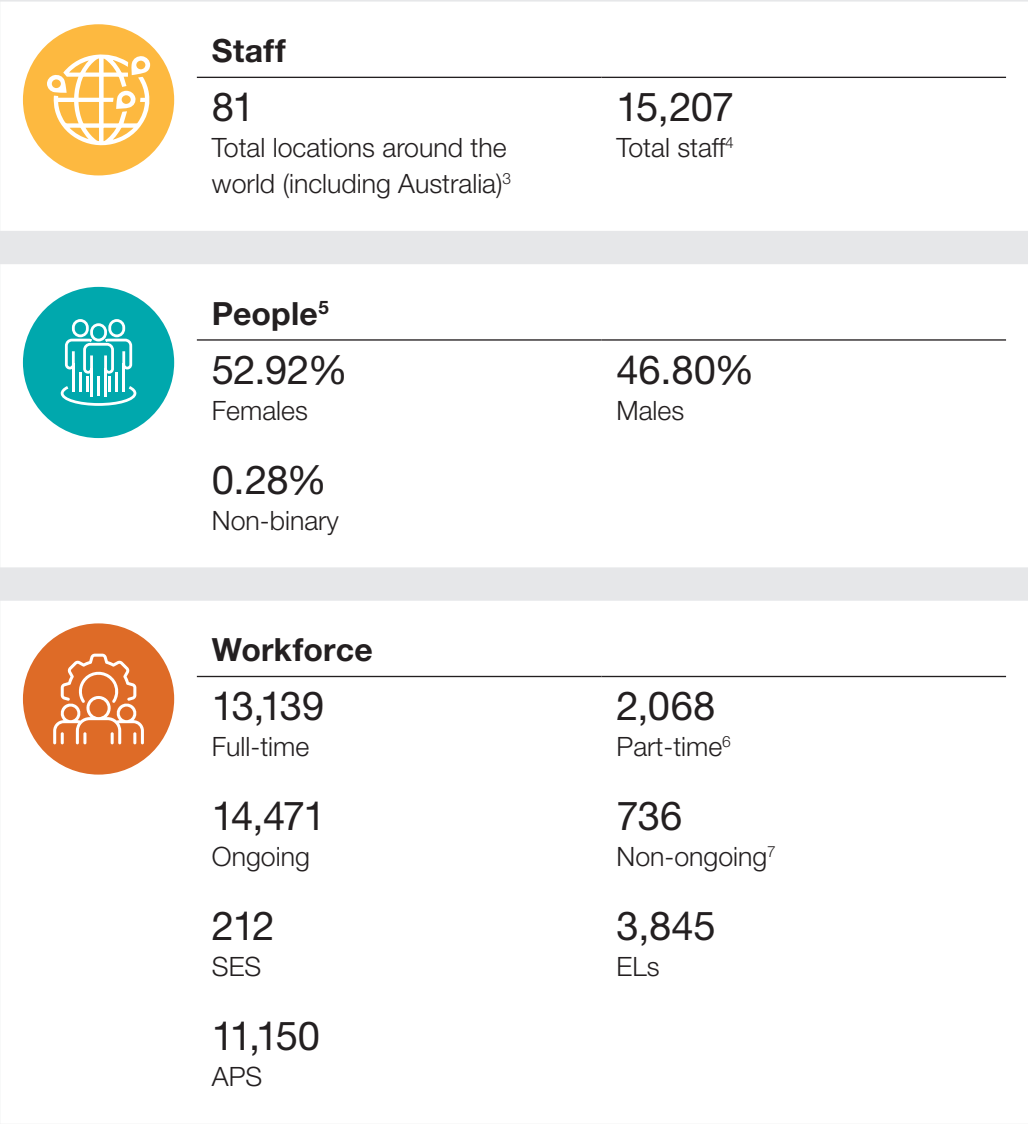 Staff
81
Total locations around the
world (including Australia)³
15,207
Total staff⁴
People⁵
52.92%
Females
46.80%
Males
0.28%
Non-binary
Workforce
13,139
Full-time
2,068
Part-time⁶
14,471
Ongoing
736
Non-ongoing⁷
212
SES
3,845
ELs
11,150
APS